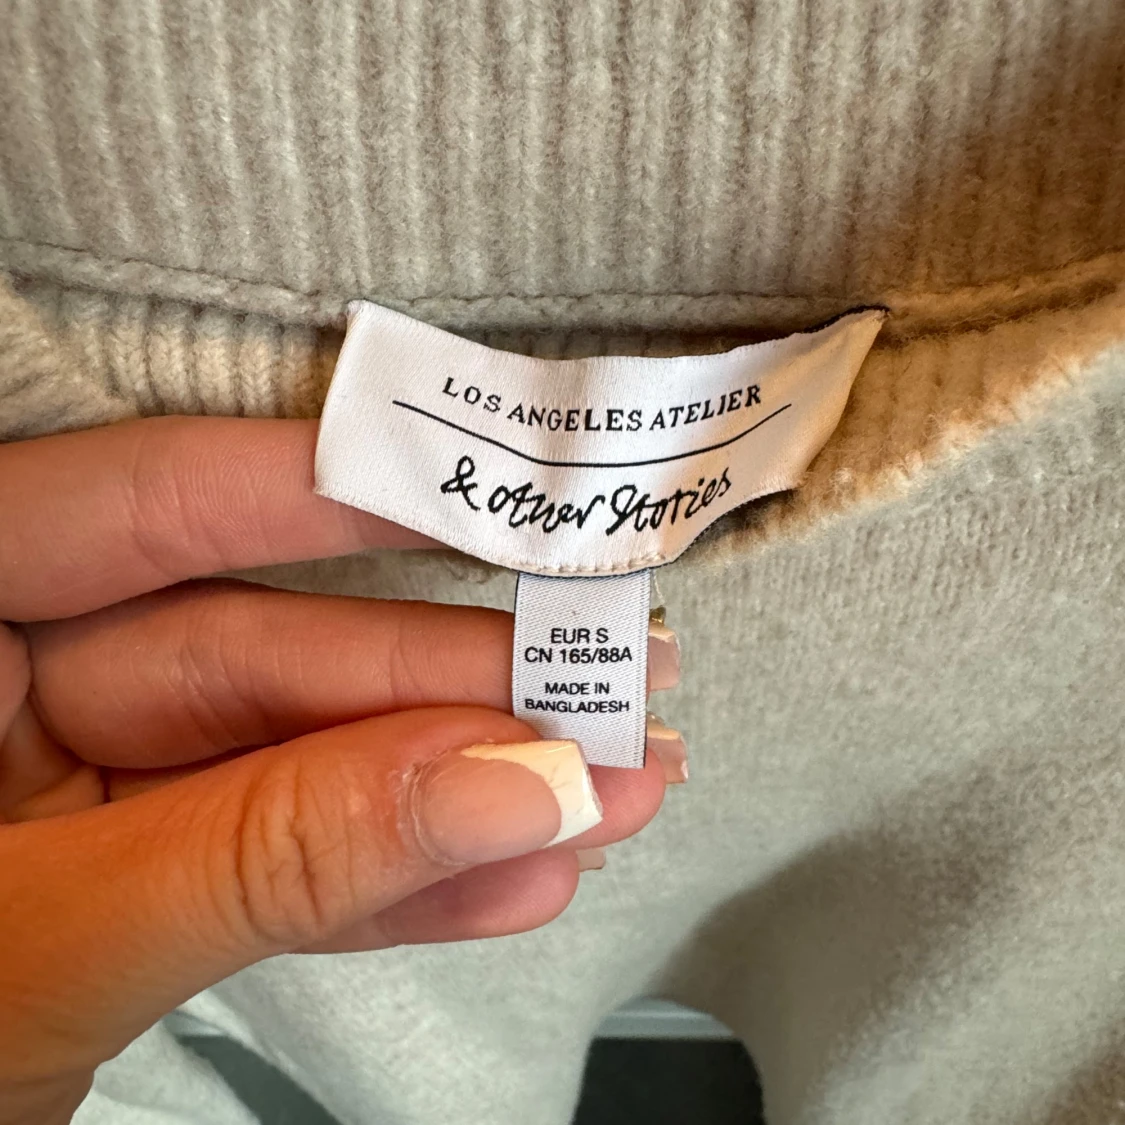 LOS ANGELES ATELIER
& other Stories
EUR S
CN 165/88A
MADE IN
BANGLADESH